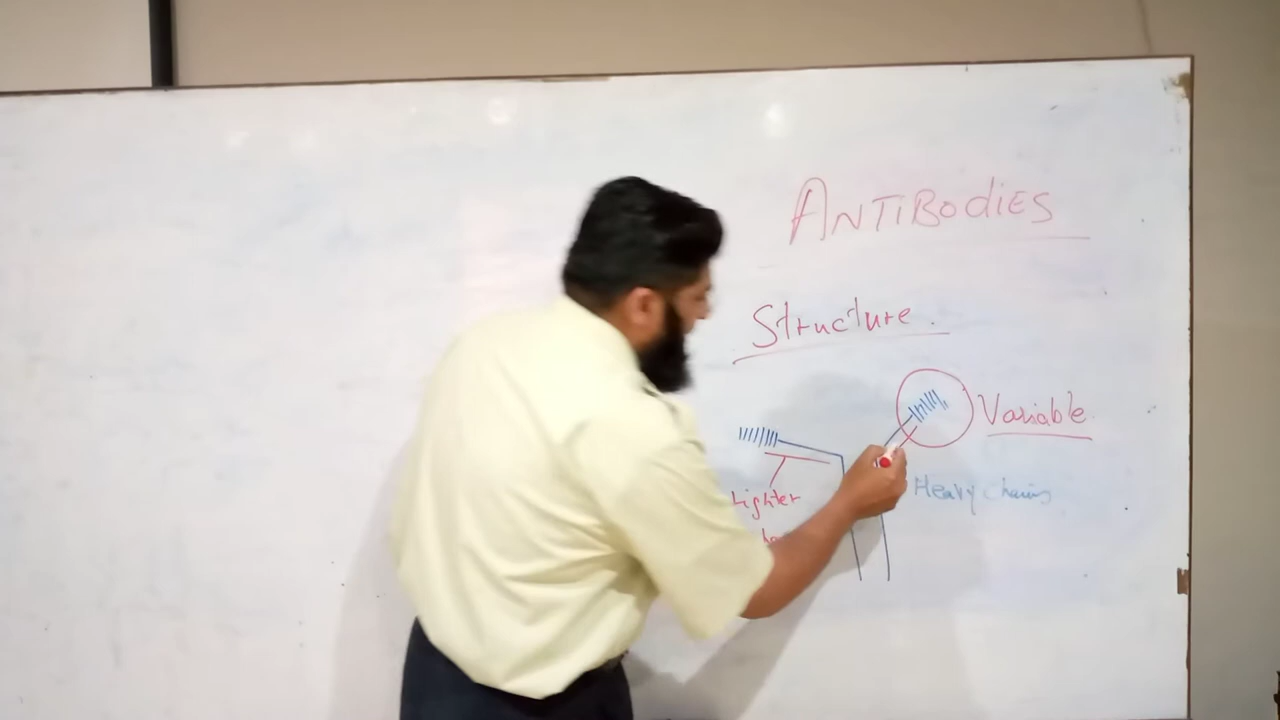 ANTIBODIES
Structure.
Variable
Heavy chains
Lighter